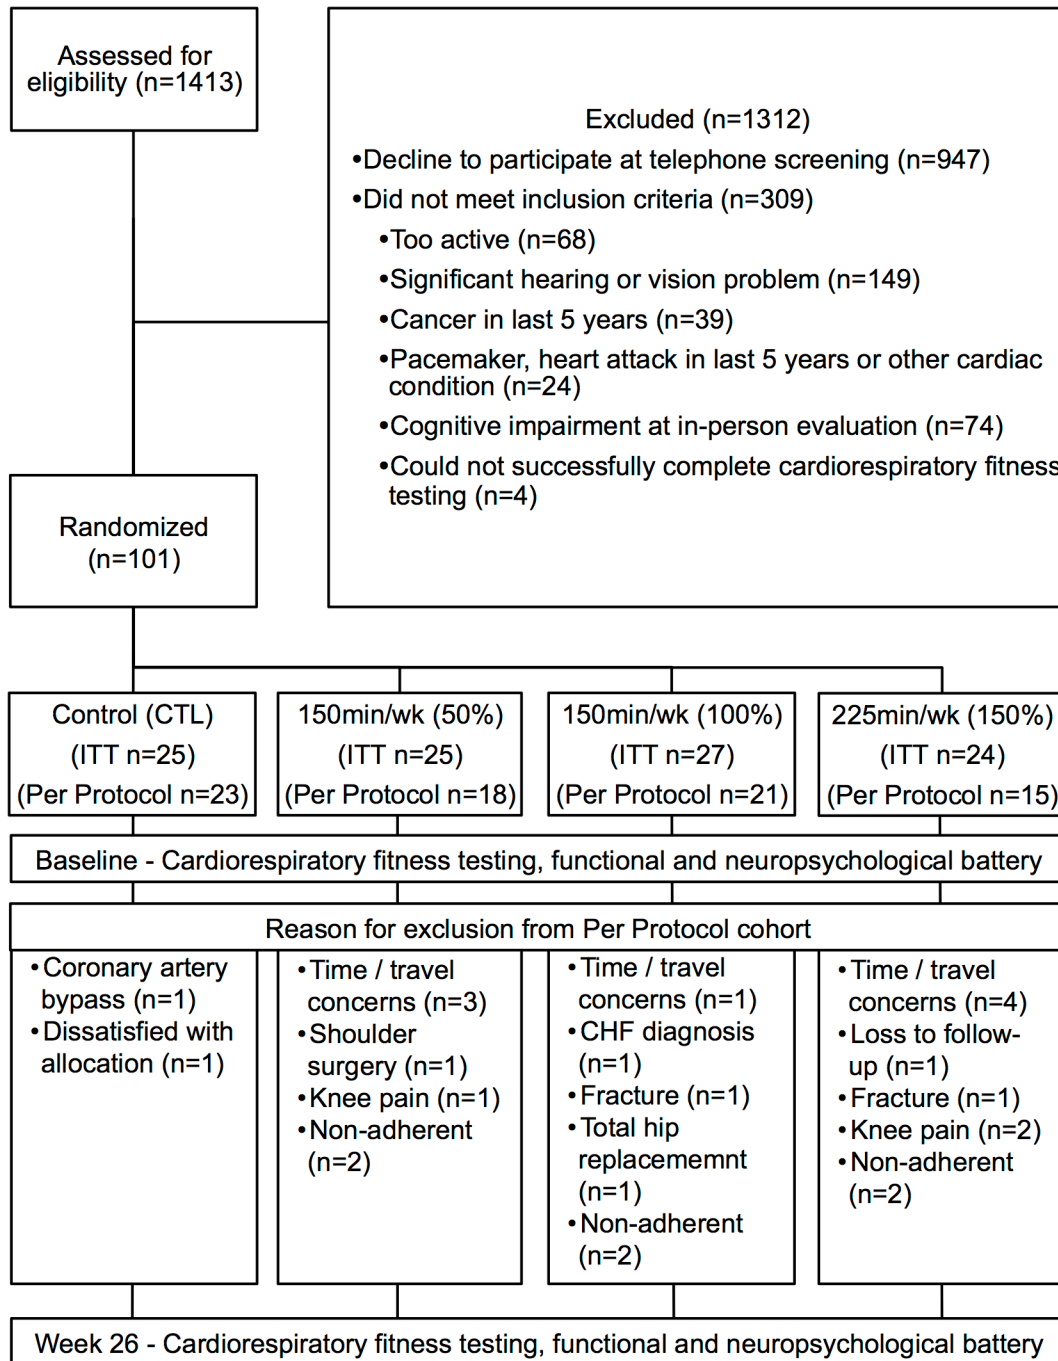 Assessed for
eligibility (n=1413)
Excluded (n=1312)
•Decline to participate at telephone screening (n=947)
•Did not meet inclusion criteria (n=309)
•Too active (n=68)
•Significant hearing or vision problem (n=149)
•Cancer in last 5 years (n=39)
•Pacemaker, heart attack in last 5 years or other cardiac
condition (n=24)
•Cognitive impairment at in-person evaluation (n=74)
•Could not successfully complete cardiorespiratory fitness
testing (n=4)
Randomized
(n=101)
Control (CTL)
(ITT n=25)
(Per Protocol n=23)
150min/wk (50%)
(ITT n=25)
(Per Protocol n=18)
150min/wk (100%)
(ITT n=27)
(Per Protocol n=21)
225min/wk (150%)
(ITT n=24)
(Per Protocol n=15)
Baseline - Cardiorespiratory fitness testing, functional and neuropsychological battery
Reason for exclusion from Per Protocol cohort
•Coronary artery
bypass (n=1)
•Dissatisfied with
allocation (n=1)
•Time / travel
concerns (n=3)
•Shoulder
surgery (n=1)
•Knee pain (n=1)
•Non-adherent
(n=2)
•Time / travel
concerns (n=1)
•CHF diagnosis
(n=1)
•Fracture (n=1)
•Total hip
replacememnt
(n=1)
•Non-adherent
(n=2)
•Time / travel
concerns (n=4)
•Loss to follow-
up (n=1)
•Fracture (n=1)
•Knee pain (n=2)
•Non-adherent
(n=2)
Week 26 - Cardiorespiratory fitness testing, functional and neuropsychological battery